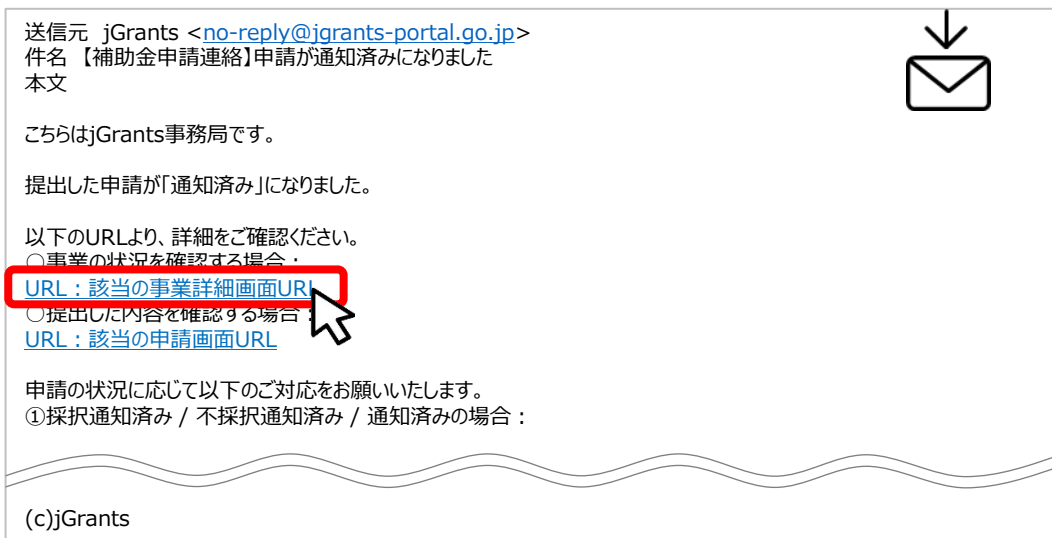 送信元 jGrants <no-reply@jgrants-portal.go.jp>
件名 【補助金申請連絡】申請が通知済みになりました
本文
こちらはjGrants事務局です。
提出した申請が「通知済み」になりました。
以下のURLより、詳細をご確認ください。
○事業の状況を確認する場合：
URL：該当の事業詳細画面URL
○提出した内容を確認する場合：
URL：該当の申請画面URL
申請の状況に応じて以下のご対応をお願いいたします。
①採択通知済み / 不採択通知済み / 通知済みの場合：
(c)jGrants